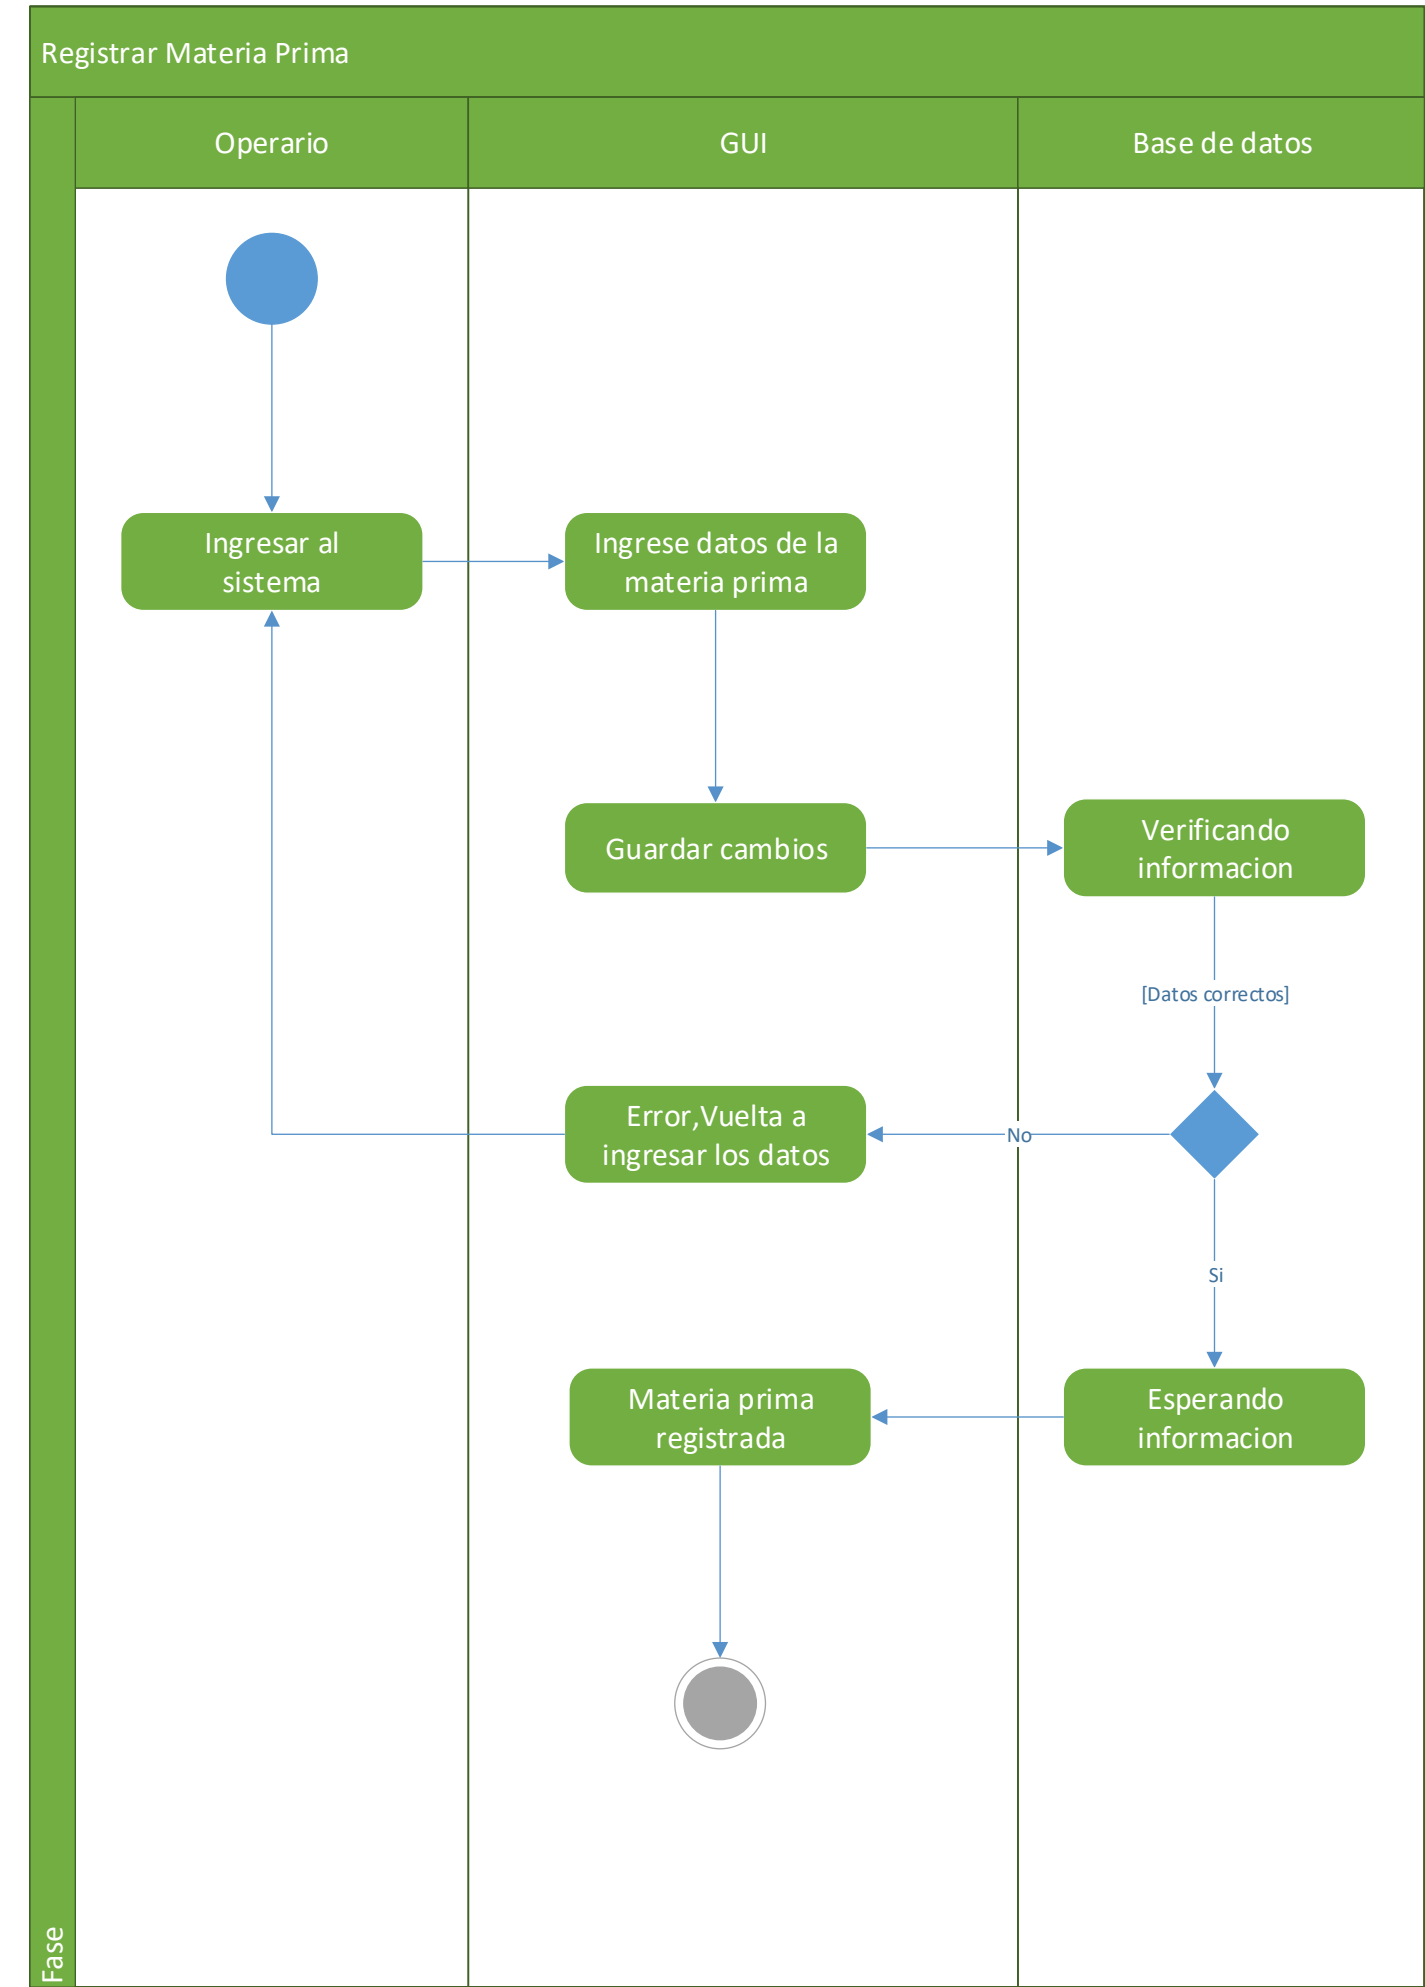 Registrar Materia Prima
Operario
GUI
Base de datos
Ingresar al
sistema
Ingrese datos de la
materia prima
Guardar cambios
Verificando
informacion
[Datos correctos]
Error,Vuelta a
ingresar los datos
No
Si
Materia prima
registrada
Esperando
informacion
Fase